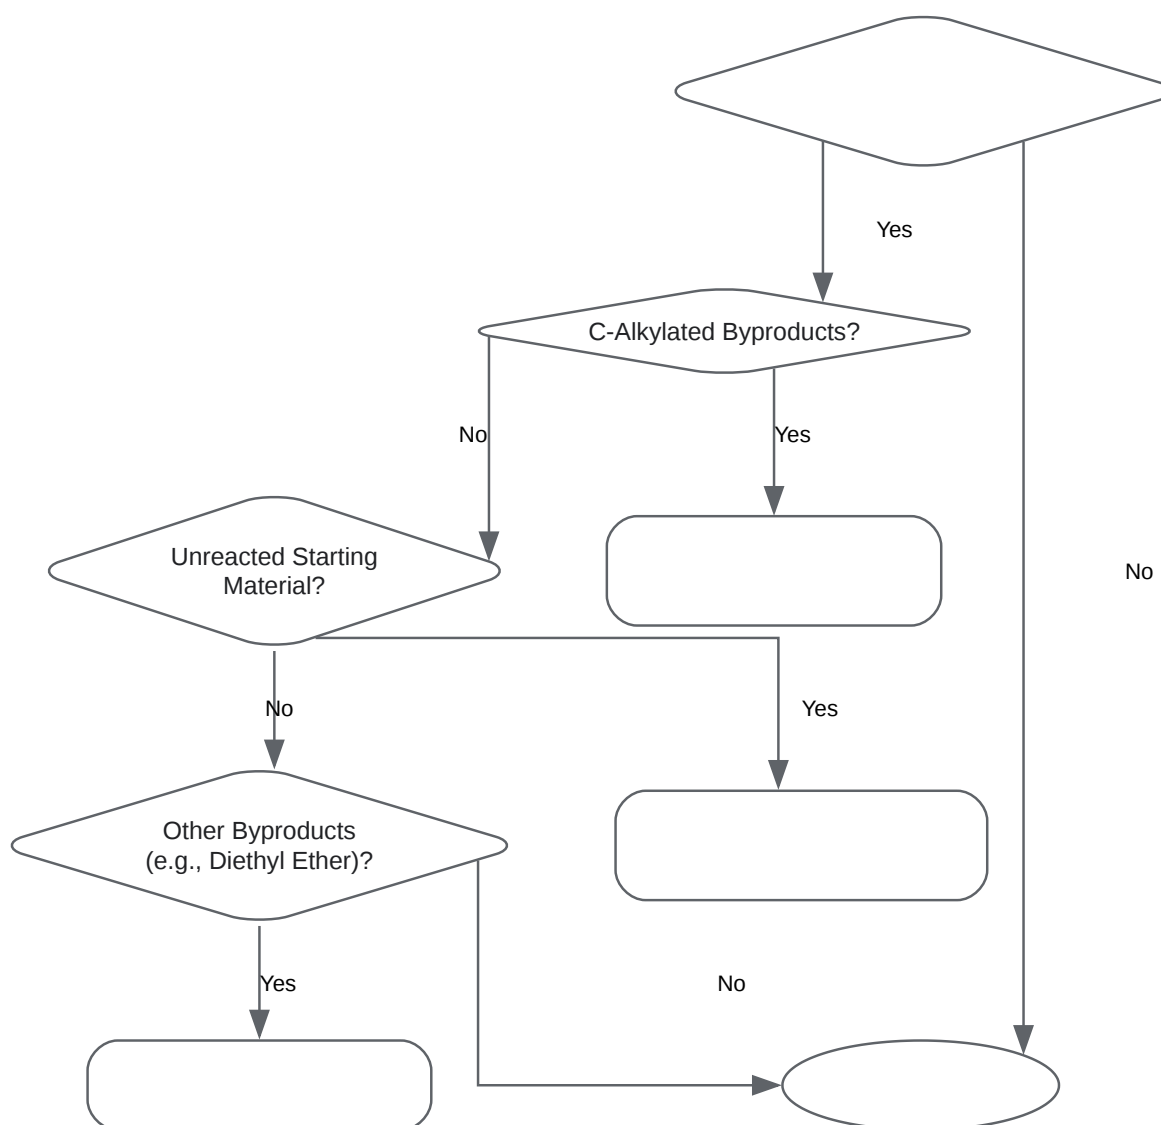 Yes
C-Alkylated Byproducts?
No
Yes
Unreacted Starting
Material?
No
No
Yes
Other Byproducts
(e.g., Diethyl Ether)?
Yes
No